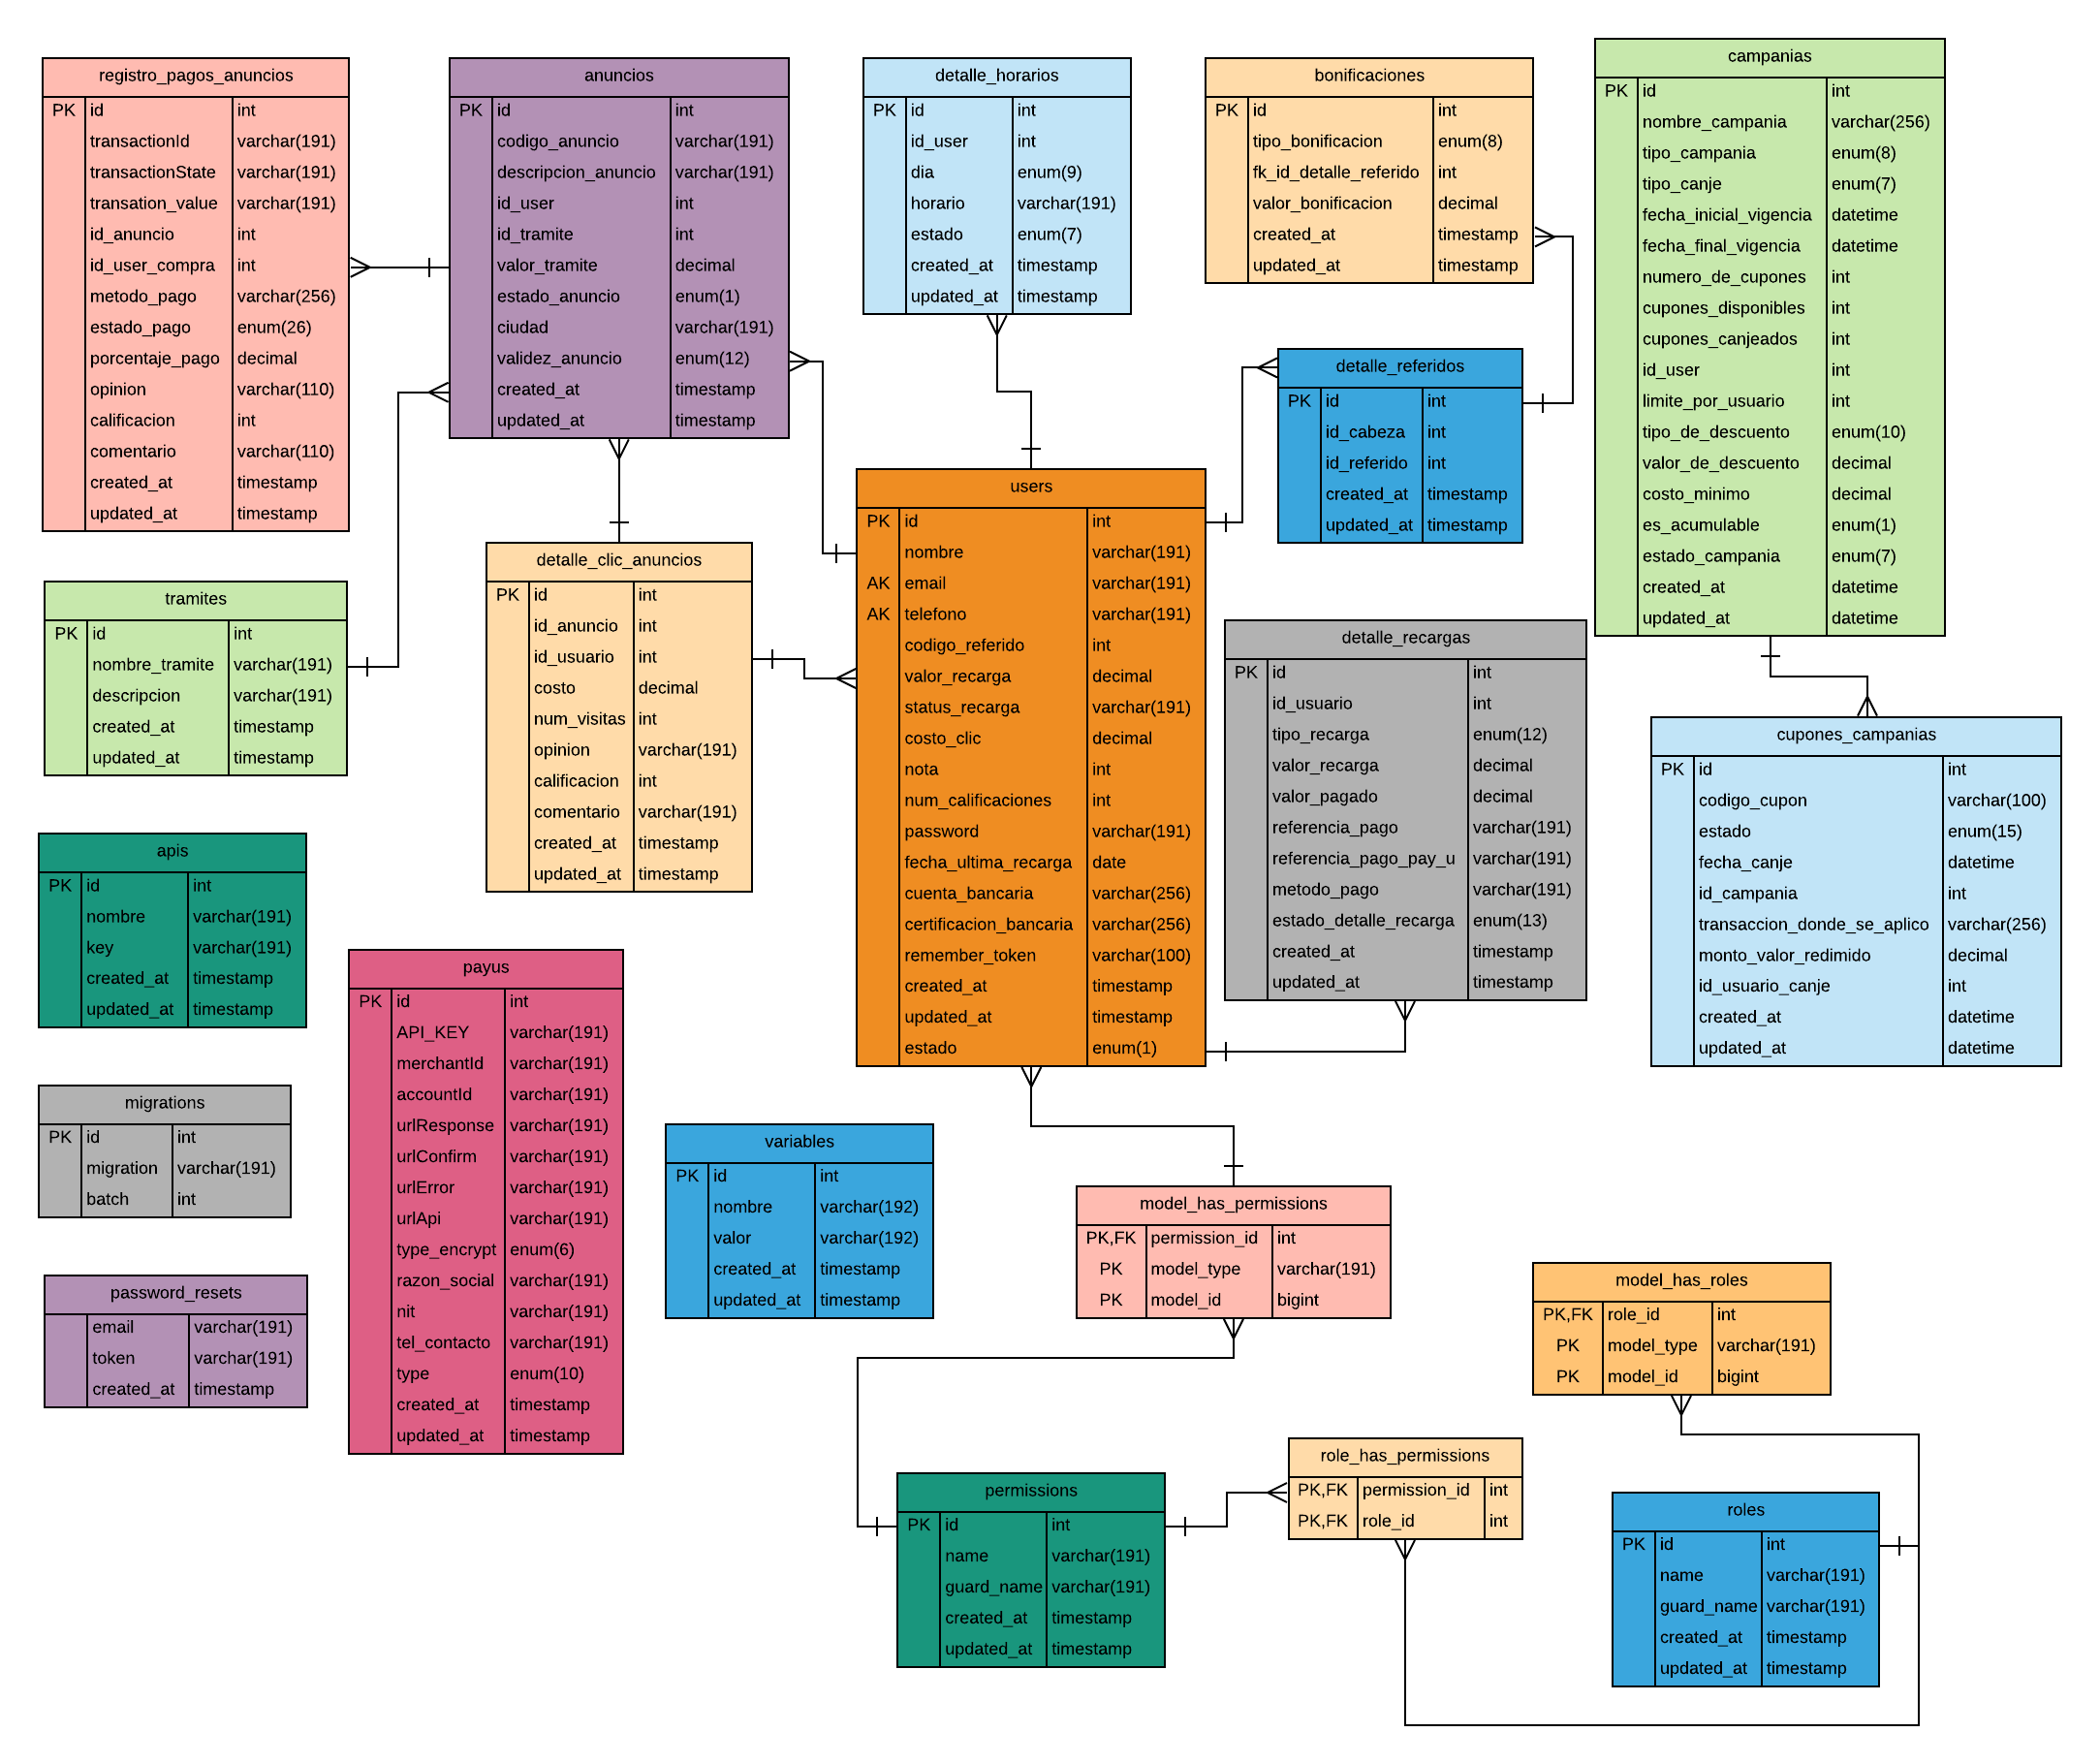 registro_pagos_anuncios
PK id int
transactionId varchar(191)
transactionState varchar(191)
transation_value varchar(191)
id_anuncio int
id_user_compra int
metodo_pago varchar(256)
estado_pago enum(26)
porcentaje_pago decimal
opinion varchar(110)
calificacion int
comentario varchar(110)
created_at timestamp
updated_at timestamp
anuncios
PK id int
codigo_anuncio varchar(191)
descripcion_anuncio varchar(191)
id_user int
id_tramite int
valor_tramite decimal
estado_anuncio enum(1)
ciudad varchar(191)
validez_anuncio enum(12)
created_at timestamp
updated_at timestamp
detalle_horarios
PK id int
id_user int
dia enum(9)
horario varchar(191)
estado enum(7)
created_at timestamp
updated_at timestamp
bonificaciones
PK id int
tipo_bonificacion enum(8)
fk_id_detalle_referido int
valor_bonificacion decimal
created_at timestamp
updated_at timestamp
campanias
PK id int
nombre_campania varchar(256)
tipo_campania enum(8)
tipo_canje enum(7)
fecha_inicial_vigencia datetime
fecha_final_vigencia datetime
numero_de_cupones int
cupones_disponibles int
cupones_canjeados int
id_user int
limite_por_usuario int
tipo_de_descuento enum(10)
valor_de_descuento decimal
costo_minimo decimal
es_acumulable enum(1)
estado_campania enum(7)
created_at datetime
updated_at datetime
detalle_referidos
PK id int
id_cabeza int
id_referido int
created_at timestamp
updated_at timestamp
users
PK id int
nombre varchar(191)
AK email varchar(191)
AK telefono varchar(191)
codigo_referido int
valor_recarga decimal
status_recarga varchar(191)
costo_clic decimal
nota int
num_calificaciones int
password varchar(191)
fecha_ultima_recarga date
cuenta_bancaria varchar(256)
certificacion_bancaria varchar(256)
remember_token varchar(100)
created_at timestamp
updated_at timestamp
estado enum(1)
detalle_clic_anuncios
PK id int
id_anuncio int
id_usuario int
costo decimal
num_visitas int
opinion varchar(191)
calificacion int
comentario varchar(191)
created_at timestamp
updated_at timestamp
tramites
PK id int
nombre_tramite varchar(191)
descripcion varchar(191)
created_at timestamp
updated_at timestamp
detalle_recargas
PK id int
id_usuario int
tipo_recarga enum(12)
valor_recarga decimal
valor_pagado decimal
referencia_pago varchar(191)
referencia_pago_pay_u varchar(191)
metodo_pago varchar(191)
estado_detalle_recarga enum(13)
created_at timestamp
updated_at timestamp
cupones_campanias
PK id int
codigo_cupon varchar(100)
estado enum(15)
fecha_canje datetime
id_campania int
transaccion_donde_se_aplico varchar(256)
monto_valor_redimido decimal
id_usuario_canje int
created_at datetime
updated_at datetime
apis
PK id int
nombre varchar(191)
key varchar(191)
created_at timestamp
updated_at timestamp
payus
PK id int
API_KEY varchar(191)
merchantId varchar(191)
accountId varchar(191)
urlResponse varchar(191)
urlConfirm varchar(191)
urlError varchar(191)
urlApi varchar(191)
type_encrypt enum(6)
razon_social varchar(191)
nit varchar(191)
tel_contacto varchar(191)
type enum(10)
created_at timestamp
updated_at timestamp
migrations
PK id int
migration varchar(191)
batch int
variables
PK id int
nombre varchar(192)
valor varchar(192)
created_at timestamp
updated_at timestamp
model_has_permissions
PK,FK permission_id int
PK model_type varchar(191)
PK model_id bigint
password_resets
email varchar(191)
token varchar(191)
created_at timestamp
model_has_roles
PK,FK role_id int
PK model_type varchar(191)
PK model_id bigint
role_has_permissions
PK,FK permission_id int
PK,FK role_id int
permissions
PK id int
name varchar(191)
guard_name varchar(191)
created_at timestamp
updated_at timestamp
roles
PK id int
name varchar(191)
guard_name varchar(191)
created_at timestamp
updated_at timestamp